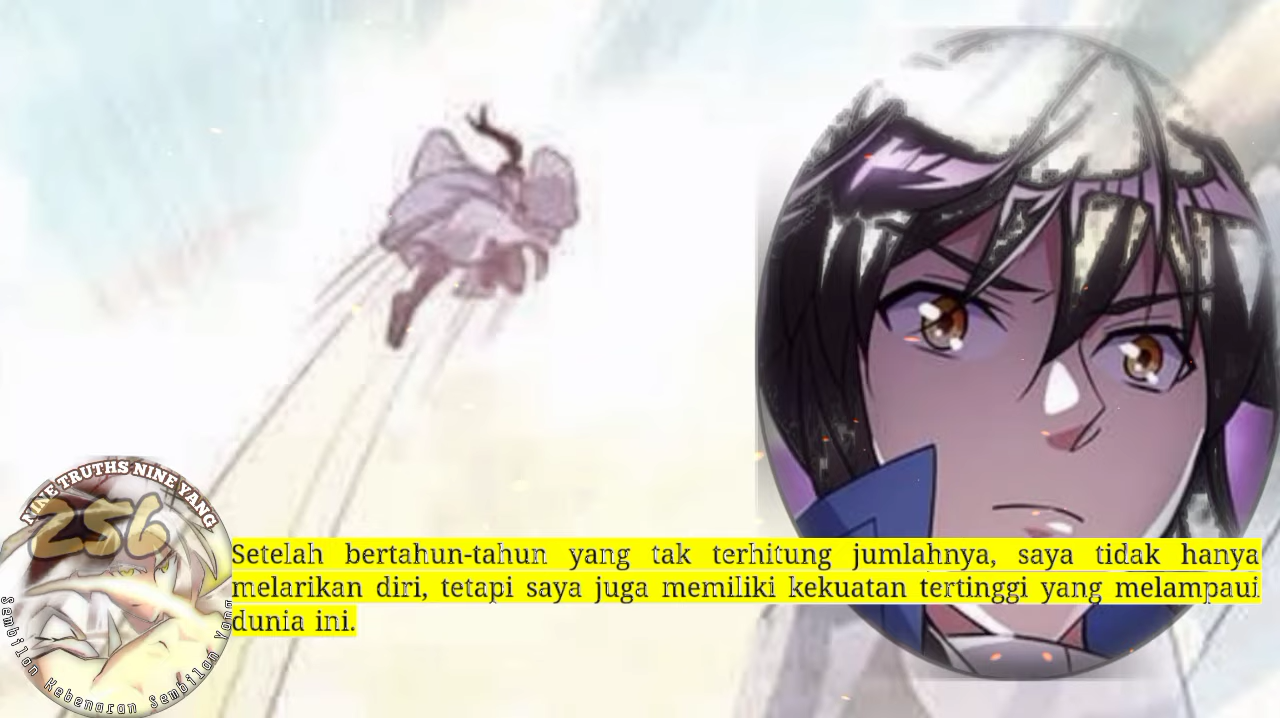 NINE TRUTHS NINE YANG
256
Sembilan Kebenaran Sembilan Yang
Setelah bertahun-tahun yang tak terhitung jumlahnya, saya tidak hanya
melarikan diri, tetapi saya juga memiliki kekuatan tertinggi yang melampaui
dunia ini.